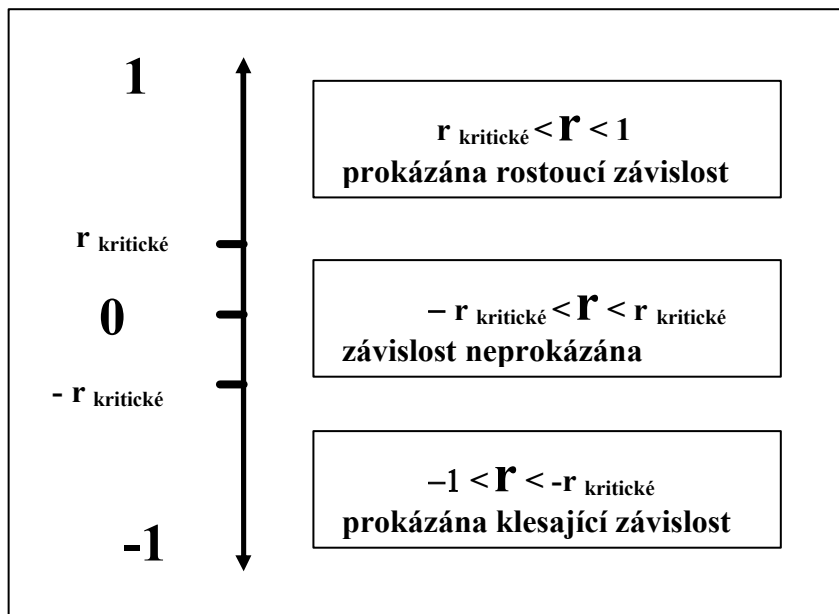 1
r kritické < r < 1
prokázána rostoucí závislost
r kritické
0
– r kritické < r < r kritické
závislost neprokázána
- r kritické
–1 < r < -r kritické
prokázána klesající závislost
-1